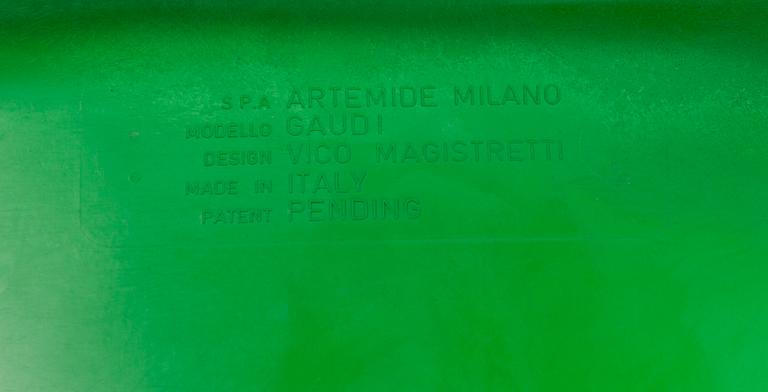 S P.A ARTEMIDE MILANO
MODELLO GAUDI
DESIGN VICO MAGISTRETTI
MADE IN ITALY
PATENT PENDING